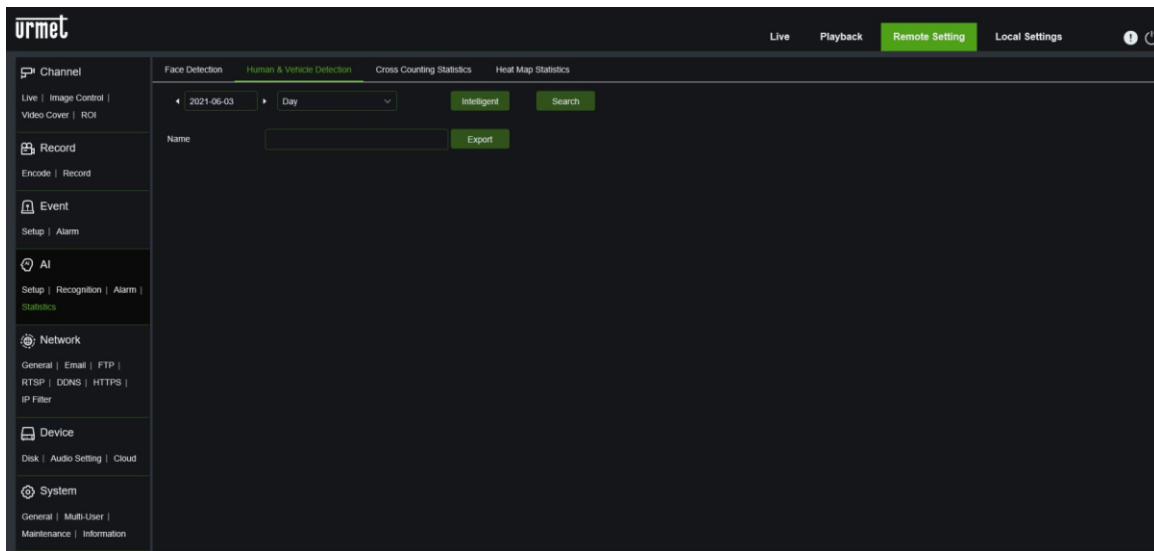 urmet
Live Playback Remote Setting Local Settings
Channel
Live | Image Control |
Video Cover | ROI
Record
Encode | Record
Event
Setup | Alarm
AI
Setup | Recognition | Alarm |
Statistics
Network
General | Email | FTP |
RTSP | DDNS | HTTPS |
IP Filter
Device
Disk | Audio Setting | Cloud
System
General | Multi-User |
Maintenance | Information
Face Detection Human & Vehicle Detection Cross Counting Statistics Heat Map Statistics
2021-06-03 Day Intelligent Search
Name Export